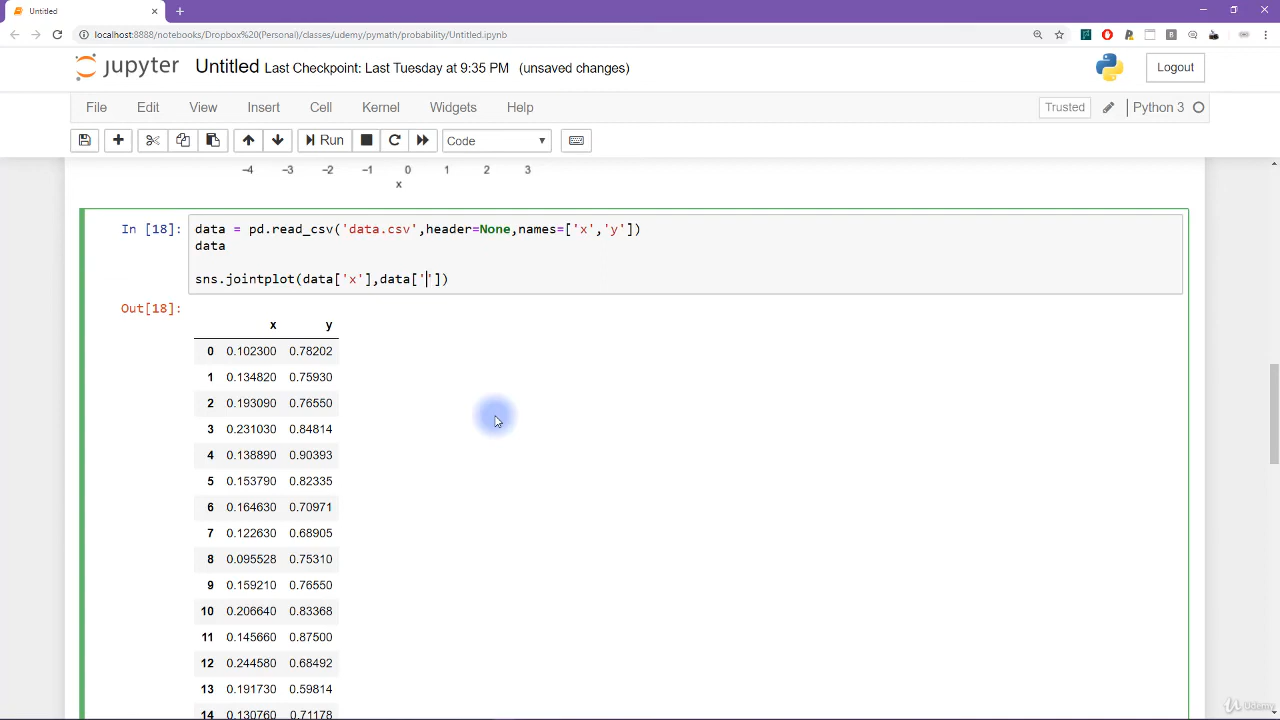 Untitled
localhost:8888/notebooks/Dropbox%20(Personal)/classes/udemy/pymath/probability/Untitled.ipynb
jupyter Untitled Last Checkpoint: Last Tuesday at 9:35 PM (unsaved changes)
Logout
File Edit View Insert Cell Kernel Widgets Help
Trusted Python 3
Run Code
−4 −3 −2 −1 0 1 2 3
x
In [18]: data = pd.read_csv('data.csv',header=None,names=['x','y'])
data
sns.jointplot(data['x'],data[''])
Out[18]:
x y
0 0.102300 0.78202
1 0.134820 0.75930
2 0.193090 0.76550
3 0.231030 0.84814
4 0.138890 0.90393
5 0.153790 0.82335
6 0.164630 0.70971
7 0.122630 0.68905
8 0.095528 0.75310
9 0.159210 0.76550
10 0.206640 0.83368
11 0.145660 0.87500
12 0.244580 0.68492
13 0.191730 0.59814
14 0.130760 0.71178
Udemy